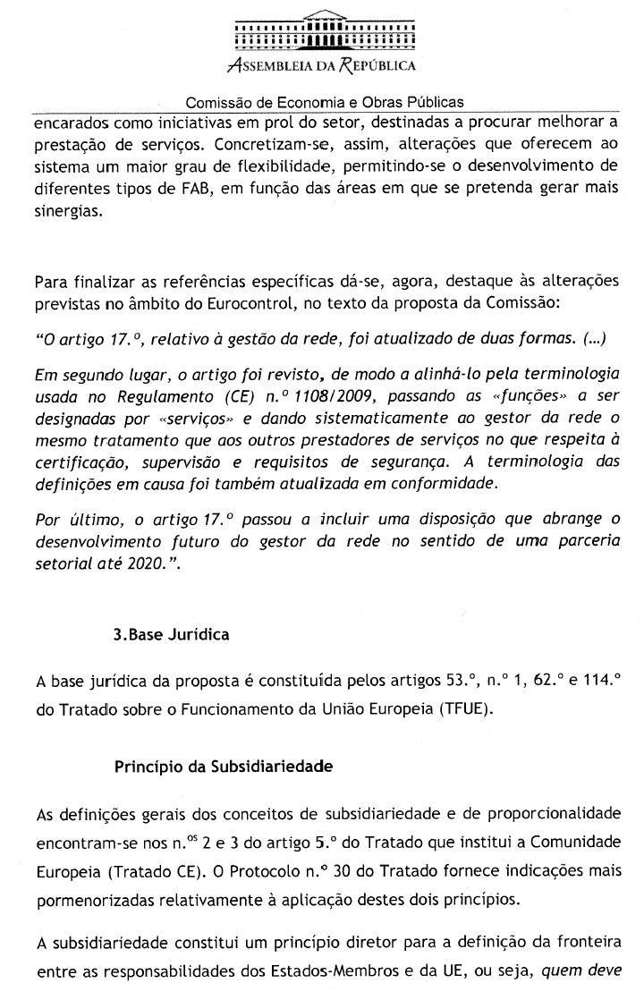 ASSEMBLEIA DA REPÚBLICA
Comissão de Economia e Obras Públicas
encarados como iniciativas em prol do setor, destinadas a procurar melhorar a
prestação de serviços. Concretizam-se, assim, alterações que oferecem ao
sistema um maior grau de flexibilidade, permitindo-se o desenvolvimento de
diferentes tipos de FAB, em função das áreas em que se pretenda gerar mais
sinergias.
Para finalizar as referências específicas dá-se, agora, destaque às alterações
previstas no âmbito do Eurocontrol, no texto da proposta da Comissão:
“O artigo 17.º, relativo à gestão da rede, foi atualizado de duas formas. (...)
Em segundo lugar, o artigo foi revisto, de modo a alinhá-lo pela terminologia
usada no Regulamento (CE) n.º 1108/2009, passando as «funções» a ser
designadas por «serviços» e dando sistematicamente ao gestor da rede o
mesmo tratamento que aos outros prestadores de serviços no que respeita à
certificação, supervisão e requisitos de segurança. A terminologia das
definições em causa foi também atualizada em conformidade.
Por último, o artigo 17.º passou a incluir uma disposição que abrange o
desenvolvimento futuro do gestor da rede no sentido de uma parceria
setorial até 2020.”.
3.Base Jurídica
A base jurídica da proposta é constituída pelos artigos 53.º, n.º 1, 62.º e 114.º
do Tratado sobre o Funcionamento da União Europeia (TFUE).
Princípio da Subsidiariedade
As definições gerais dos conceitos de subsidiariedade e de proporcionalidade
encontram-se nos n.ºˢ 2 e 3 do artigo 5.º do Tratado que institui a Comunidade
Europeia (Tratado CE). O Protocolo n.º 30 do Tratado fornece indicações mais
pormenorizadas relativamente à aplicação destes dois princípios.
A subsidiariedade constitui um princípio diretor para a definição da fronteira
entre as responsabilidades dos Estados-Membros e da UE, ou seja, quem deve